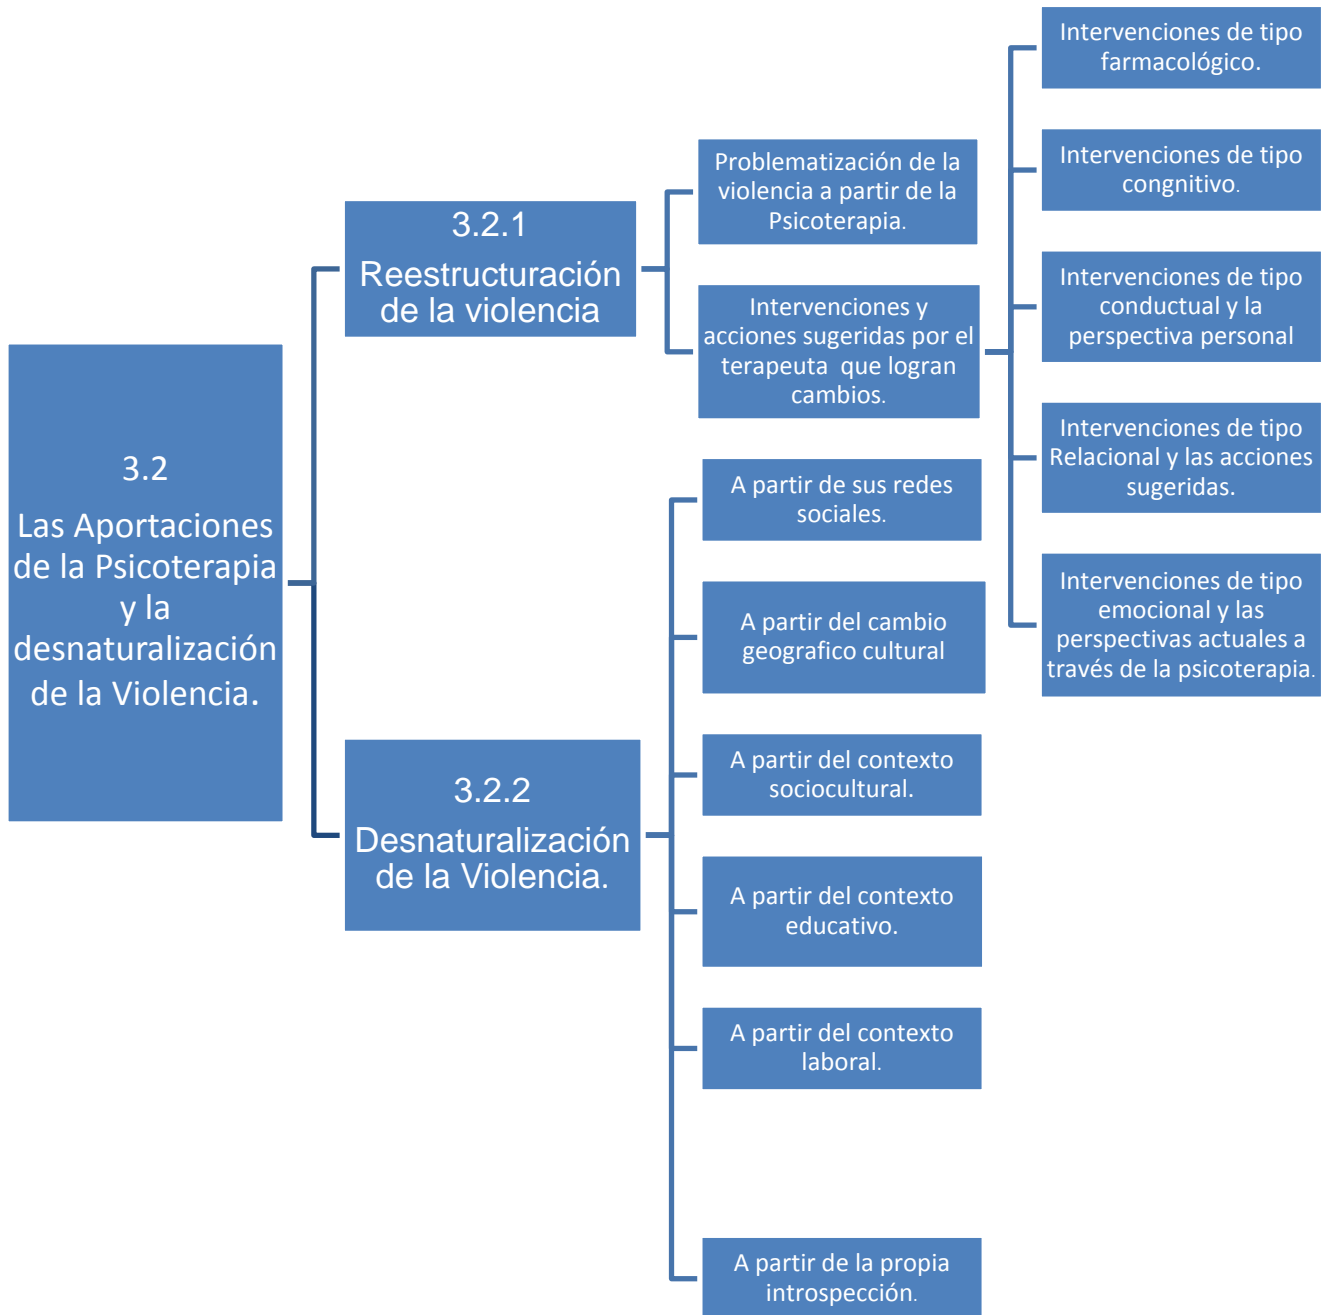 3.2
Las Aportaciones
de la Psicoterapia
y la
desnaturalización
de la Violencia.
3.2.1
Reestructuración
de la violencia
Problematización de la
violencia a partir de la
Psicoterapia.
Intervenciones y
acciones sugeridas por el
terapeuta que logran
cambios.
Intervenciones de tipo
farmacológico.
Intervenciones de tipo
congnitivo.
Intervenciones de tipo
conductual y la
perspectiva personal
Intervenciones de tipo
Relacional y las acciones
sugeridas.
Intervenciones de tipo
emocional y las
perspectivas actuales a
través de la psicoterapia.
3.2.2
Desnaturalización
de la Violencia.
A partir de sus redes
sociales.
A partir del cambio
geografico cultural
A partir del contexto
sociocultural.
A partir del contexto
educativo.
A partir del contexto
laboral.
A partir de la propia
introspección.